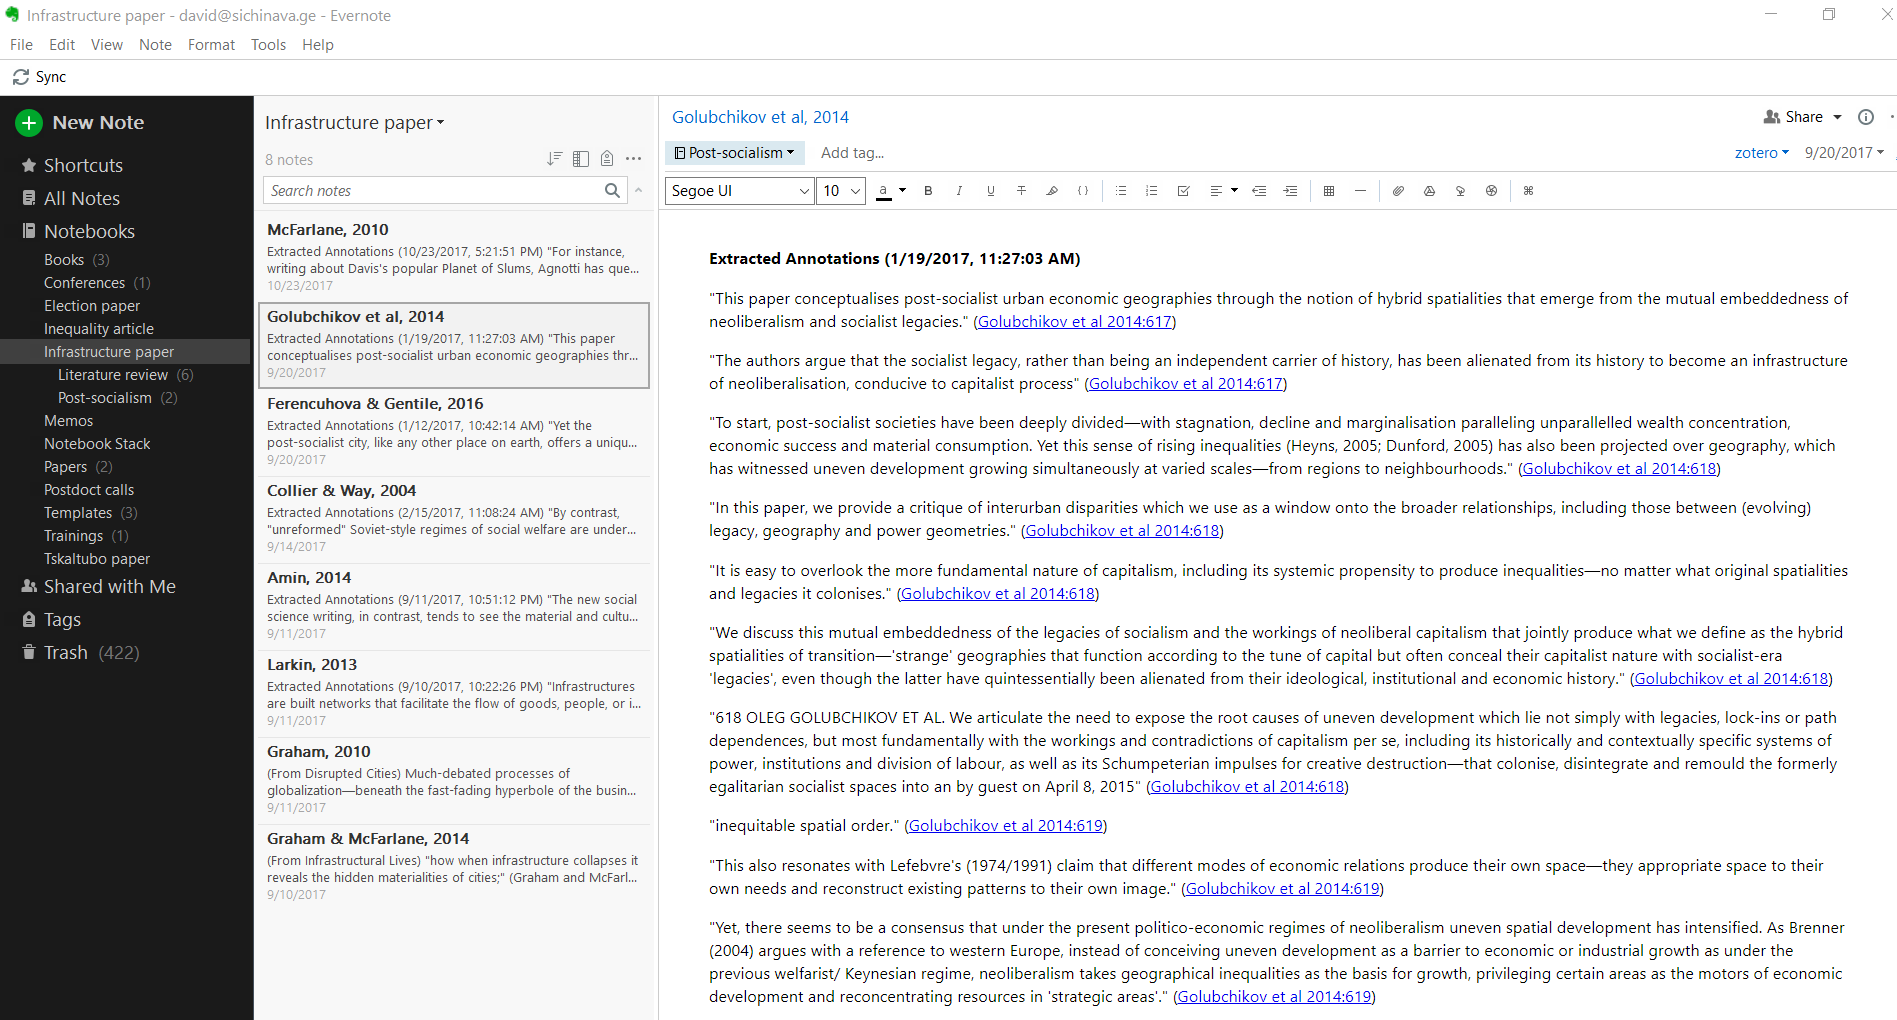 Infrastructure paper - david@sichinava.ge - Evernote
File Edit View Note Format Tools Help
Sync
New Note
Shortcuts
All Notes
Notebooks
Books (3)
Conferences (1)
Election paper
Inequality article
Infrastructure paper
Literature review (6)
Post-socialism (2)
Memos
Notebook Stack
Papers (2)
Postdoct calls
Templates (3)
Trainings (1)
Tskaltubo paper
Shared with Me
Tags
Trash (422)
Infrastructure paper
8 notes
Search notes
McFarlane, 2010
Extracted Annotations (10/23/2017, 5:21:51 PM) "For instance,
writing about Davis's popular Planet of Slums, Agnotti has que...
10/23/2017
Golubchikov et al, 2014
Extracted Annotations (1/19/2017, 11:27:03 AM) "This paper
conceptualises post-socialist urban economic geographies thr...
9/20/2017
Ferencuhova & Gentile, 2016
Extracted Annotations (1/12/2017, 10:42:14 AM) "Yet the
post-socialist city, like any other place on earth, offers a uniqu...
9/20/2017
Collier & Way, 2004
Extracted Annotations (2/15/2017, 11:08:24 AM) "By contrast,
"unreformed" Soviet-style regimes of social welfare are under...
9/14/2017
Amin, 2014
Extracted Annotations (9/11/2017, 10:51:12 PM) "The new social
science writing, in contrast, tends to see the material and cultu...
9/11/2017
Larkin, 2013
Extracted Annotations (9/10/2017, 10:22:26 PM) "Infrastructures
are built networks that facilitate the flow of goods, people, or i...
9/11/2017
Graham, 2010
(From Disrupted Cities) Much-debated processes of
globalization—beneath the fast-fading hyperbole of the busin...
9/11/2017
Graham & McFarlane, 2014
(From Infrastructural Lives) "how when infrastructure collapses it
reveals the hidden materialities of cities;" (Graham and McFarl...
9/10/2017
Golubchikov et al, 2014
Share
Post-socialism Add tag...
zotero 9/20/2017
Segoe UI 10 a B I U T
Extracted Annotations (1/19/2017, 11:27:03 AM)
"This paper conceptualises post-socialist urban economic geographies through the notion of hybrid spatialities that emerge from the mutual embeddedness of
neoliberalism and socialist legacies." (Golubchikov et al 2014:617)
"The authors argue that the socialist legacy, rather than being an independent carrier of history, has been alienated from its history to become an infrastructure
of neoliberalisation, conducive to capitalist process" (Golubchikov et al 2014:617)
"To start, post-socialist societies have been deeply divided—with stagnation, decline and marginalisation paralleling unparallelled wealth concentration,
economic success and material consumption. Yet this sense of rising inequalities (Heyns, 2005; Dunford, 2005) has also been projected over geography, which
has witnessed uneven development growing simultaneously at varied scales—from regions to neighbourhoods." (Golubchikov et al 2014:618)
"In this paper, we provide a critique of interurban disparities which we use as a window onto the broader relationships, including those between (evolving)
legacy, geography and power geometries." (Golubchikov et al 2014:618)
"It is easy to overlook the more fundamental nature of capitalism, including its systemic propensity to produce inequalities—no matter what original spatialities
and legacies it colonises." (Golubchikov et al 2014:618)
"We discuss this mutual embeddedness of the legacies of socialism and the workings of neoliberal capitalism that jointly produce what we define as the hybrid
spatialities of transition—'strange' geographies that function according to the tune of capital but often conceal their capitalist nature with socialist-era
'legacies', even though the latter have quintessentially been alienated from their ideological, institutional and economic history." (Golubchikov et al 2014:618)
"618 OLEG GOLUBCHIKOV ET AL. We articulate the need to expose the root causes of uneven development which lie not simply with legacies, lock-ins or path
dependences, but most fundamentally with the workings and contradictions of capitalism per se, including its historically and contextually specific systems of
power, institutions and division of labour, as well as its Schumpeterian impulses for creative destruction—that colonise, disintegrate and remould the formerly
egalitarian socialist spaces into an by guest on April 8, 2015" (Golubchikov et al 2014:618)
"inequitable spatial order." (Golubchikov et al 2014:619)
"This also resonates with Lefebvre's (1974/1991) claim that different modes of economic relations produce their own space—they appropriate space to their
own needs and reconstruct existing patterns to their own image." (Golubchikov et al 2014:619)
"Yet, there seems to be a consensus that under the present politico-economic regimes of neoliberalism uneven spatial development has intensified. As Brenner
(2004) argues with a reference to western Europe, instead of conceiving uneven development as a barrier to economic or industrial growth as under the
previous welfarist/ Keynesian regime, neoliberalism takes geographical inequalities as the basis for growth, privileging certain areas as the motors of economic
development and reconcentrating resources in 'strategic areas'." (Golubchikov et al 2014:619)